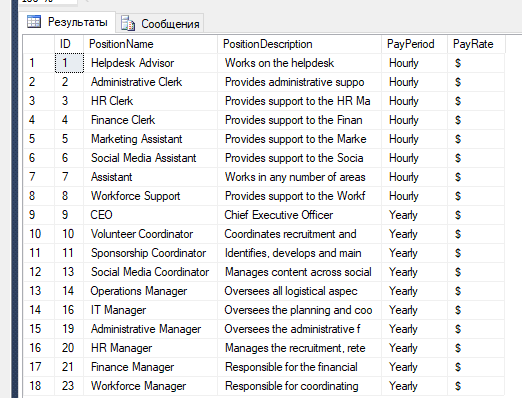 Результаты Сообщения
ID PositionName PositionDescription PayPeriod PayRate
1 1 Helpdesk Advisor Works on the helpdesk Hourly $
2 2 Administrative Clerk Provides administrative suppo Hourly $
3 3 HR Clerk Provides support to the HR Ma Hourly $
4 4 Finance Clerk Provides support to the Finan Hourly $
5 5 Marketing Assistant Provides support to the Marke Hourly $
6 6 Social Media Assistant Provides support to the Socia Hourly $
7 7 Assistant Works in any number of areas Hourly $
8 8 Workforce Support Provides support to the Workf Hourly $
9 9 CEO Chief Executive Officer Yearly $
10 10 Volunteer Coordinator Coordinates recruitment and Yearly $
11 11 Sponsorship Coordinator Identifies, develops and main Yearly $
12 13 Social Media Coordinator Manages content across social Yearly $
13 14 Operations Manager Oversees all logistical aspec Yearly $
14 16 IT Manager Oversees the planning and coo Yearly $
15 19 Administrative Manager Oversees the administrative f Yearly $
16 20 HR Manager Manages the recruitment, rete Yearly $
17 21 Finance Manager Responsible for the financial Yearly $
18 23 Workforce Manager Responsible for coordinating Yearly $